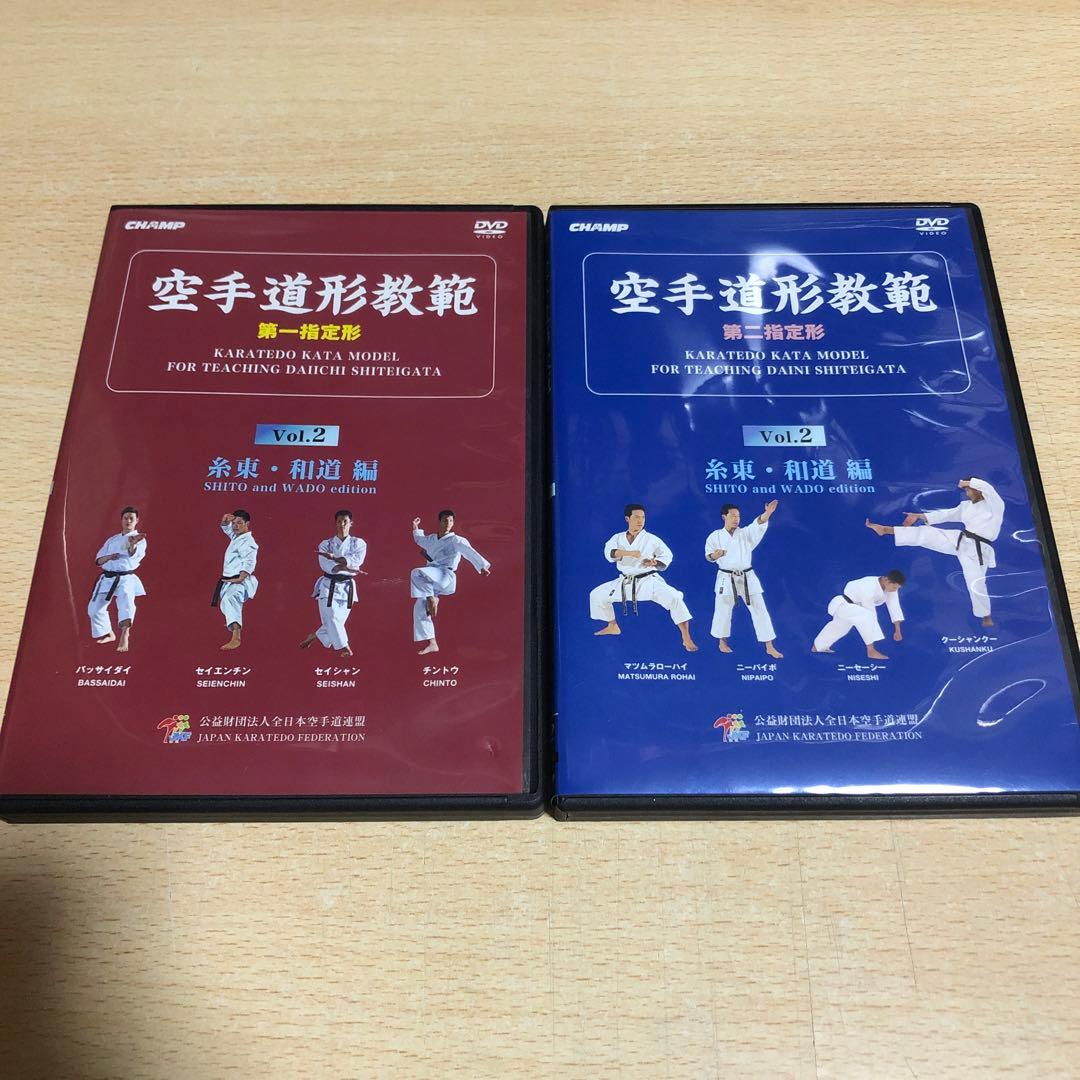 CHAMP
DVD
VIDEO
空手道形教範
第一指定形
KARATEDO KATA MODEL
FOR TEACHING DAIICHI SHITEIGATA
Vol.2
糸東・和道 編
SHITO and WADO edition
バッサイダイ
BASSAIDAI
セイエンチン
SEIENCHIN
セイシャン
SEISHAN
チントウ
CHINTO
JKF
公益財団法人全日本空手道連盟
JAPAN KARATEDO FEDERATION
CHAMP
DVD
VIDEO
空手道形教範
第二指定形
KARATEDO KATA MODEL
FOR TEACHING DAINI SHITEIGATA
Vol.2
糸東・和道 編
SHITO and WADO edition
マツムラローハイ
MATSUMURA ROHAI
ニーパイポ
NIPAIPO
ニーセーシー
NISESHI
クーシャンクー
KUSHANKU
JKF
公益財団法人全日本空手道連盟
JAPAN KARATEDO FEDERATION